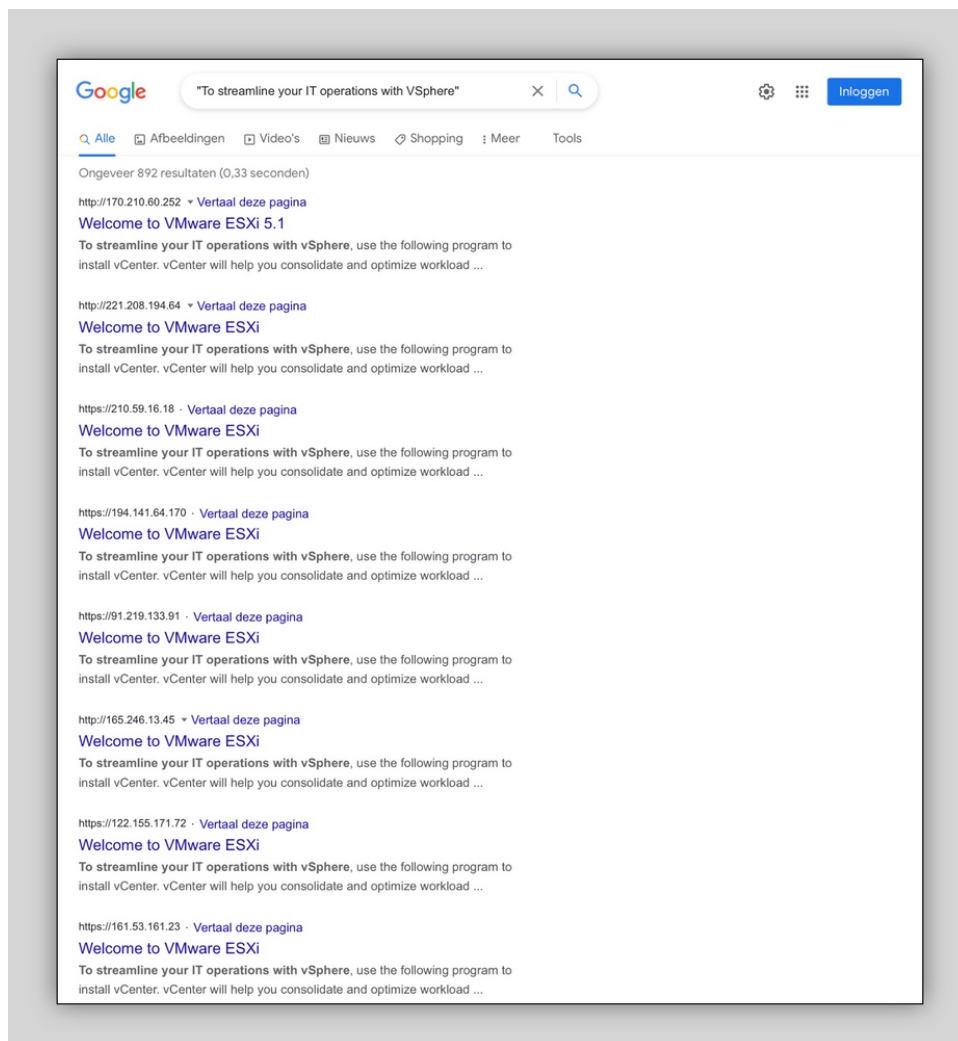 Google
"To streamline your IT operations with VSphere"
Inloggen
Alle Afbeeldingen Video's Nieuws Shopping Meer Tools
Ongeveer 892 resultaten (0,33 seconden)
http://170.210.60.252 Vertaal deze pagina
Welcome to VMware ESXi 5.1
To streamline your IT operations with vSphere, use the following program to
install vCenter. vCenter will help you consolidate and optimize workload ...
http://221.208.194.64 Vertaal deze pagina
Welcome to VMware ESXi
To streamline your IT operations with vSphere, use the following program to
install vCenter. vCenter will help you consolidate and optimize workload ...
https://210.59.16.18 · Vertaal deze pagina
Welcome to VMware ESXi
To streamline your IT operations with vSphere, use the following program to
install vCenter. vCenter will help you consolidate and optimize workload ...
https://194.141.64.170 · Vertaal deze pagina
Welcome to VMware ESXi
To streamline your IT operations with vSphere, use the following program to
install vCenter. vCenter will help you consolidate and optimize workload ...
https://91.219.133.91 · Vertaal deze pagina
Welcome to VMware ESXi
To streamline your IT operations with vSphere, use the following program to
install vCenter. vCenter will help you consolidate and optimize workload ...
http://165.246.13.45 Vertaal deze pagina
Welcome to VMware ESXi
To streamline your IT operations with vSphere, use the following program to
install vCenter. vCenter will help you consolidate and optimize workload ...
https://122.155.171.72 · Vertaal deze pagina
Welcome to VMware ESXi
To streamline your IT operations with vSphere, use the following program to
install vCenter. vCenter will help you consolidate and optimize workload ...
https://161.53.161.23 · Vertaal deze pagina
Welcome to VMware ESXi
To streamline your IT operations with vSphere, use the following program to
install vCenter. vCenter will help you consolidate and optimize workload ...